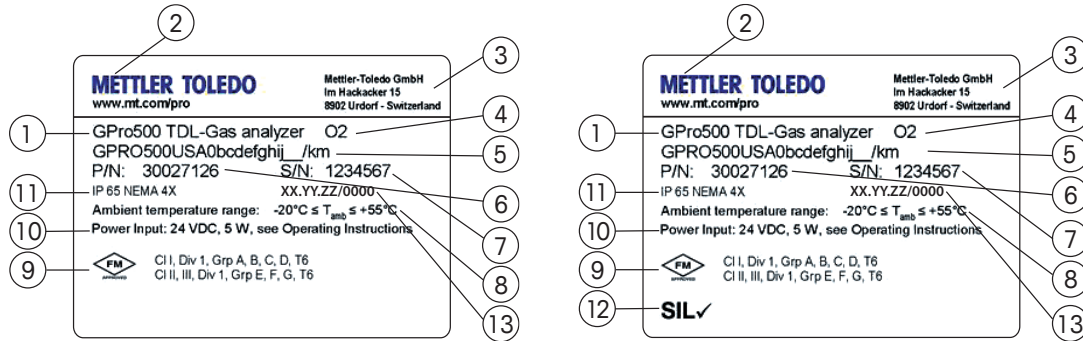 2
METTLER TOLEDO
www.mt.com/pro
Mettler-Toledo GmbH
Im Hackacker 15
8902 Urdorf - Switzerland
3
1
GPro500 TDL-Gas analyzer O2
4
GPRO500USA0bcdefghij__/km
5
P/N: 30027126 S/N: 1234567
6
11
IP 65 NEMA 4X XX.YY.ZZ/0000
Ambient temperature range: -20°C ≤ Tamb ≤ +55°C
7
10
Power Input: 24 VDC, 5 W, see Operating Instructions
9
FM
APPROVED
Cl I, Div 1, Grp A, B, C, D, T6
Cl II, III, Div 1, Grp E, F, G, T6
8
13
2
METTLER TOLEDO
www.mt.com/pro
Mettler-Toledo GmbH
Im Hackacker 15
8902 Urdorf - Switzerland
3
1
GPro500 TDL-Gas analyzer O2
4
GPRO500USA0bcdefghij__/km
5
P/N: 30027126 S/N: 1234567
6
11
IP 65 NEMA 4X XX.YY.ZZ/0000
Ambient temperature range: -20°C ≤ Tamb ≤ +55°C
7
10
Power Input: 24 VDC, 5 W, see Operating Instructions
9
FM
APPROVED
Cl I, Div 1, Grp A, B, C, D, T6
Cl II, III, Div 1, Grp E, F, G, T6
8
12
SIL✓
13